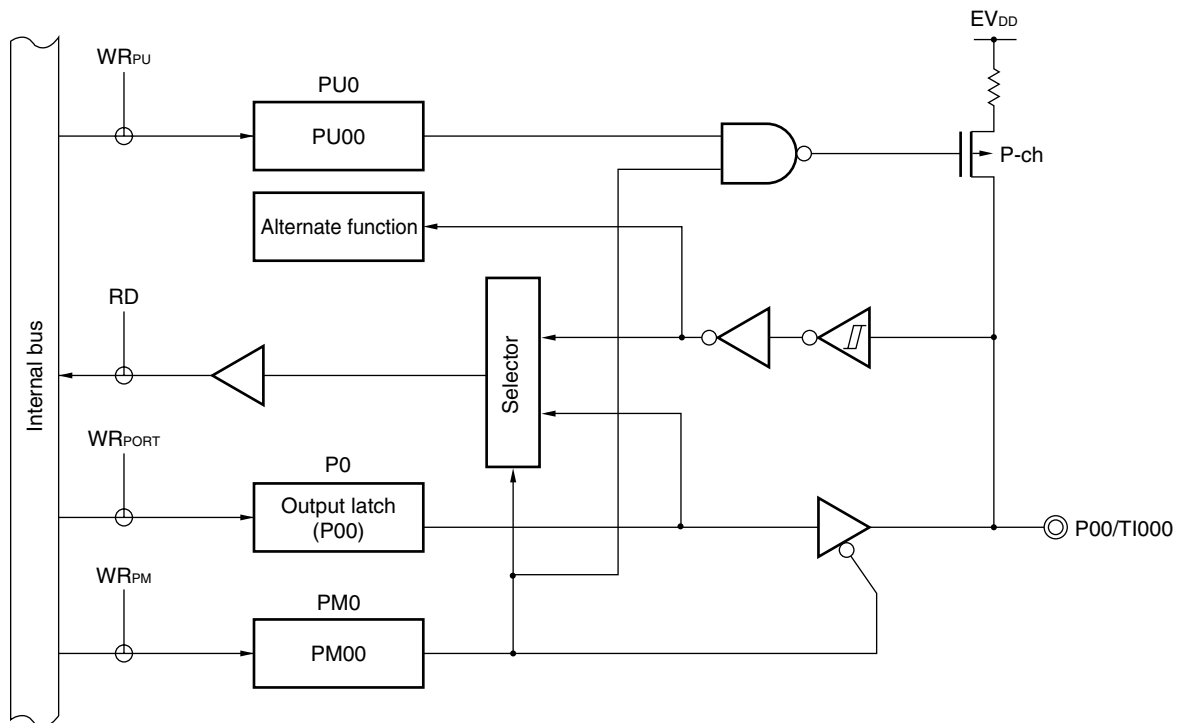 EVDD
WRPU
PU0
PU00
P-ch
Alternate function
RD
Internal bus
Selector
WRPORT
P0
Output latch
(P00)
P00/TI000
WRPM
PM0
PM00